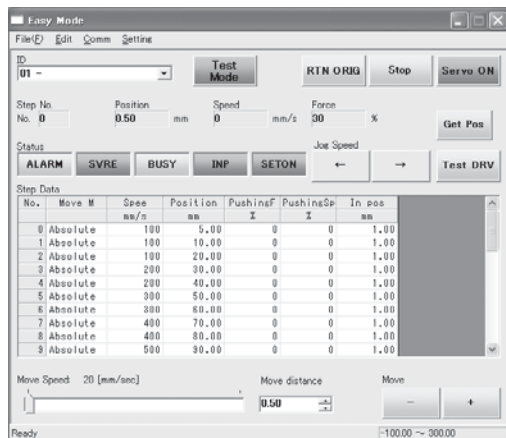 Easy Mode
File(F) Edit Comm Setting
ID
01 -
Test Mode
RTN ORIG
Stop
Servo ON
Step No. Position Speed Force
No. 0 0.50 mm 0 mm/s 30 %
Get Pos
Status
Jog Speed
ALARM SVRE BUSY INP SETON ← → Test DRV
Step Data
No. Move M Spee Position PushingF PushingSp In pos
mm/s mm % % mm
0 Absolute 100 5.00 0 0 1.00
1 Absolute 100 10.00 0 0 1.00
2 Absolute 100 20.00 0 0 1.00
3 Absolute 200 30.00 0 0 1.00
4 Absolute 200 40.00 0 0 1.00
5 Absolute 300 50.00 0 0 1.00
6 Absolute 300 60.00 0 0 1.00
7 Absolute 400 70.00 0 0 1.00
8 Absolute 400 80.00 0 0 1.00
9 Absolute 500 90.00 0 0 1.00
Move Speed 20 [mm/sec] Move distance Move
0.50 - +
Ready -100.00 ~ 300.00